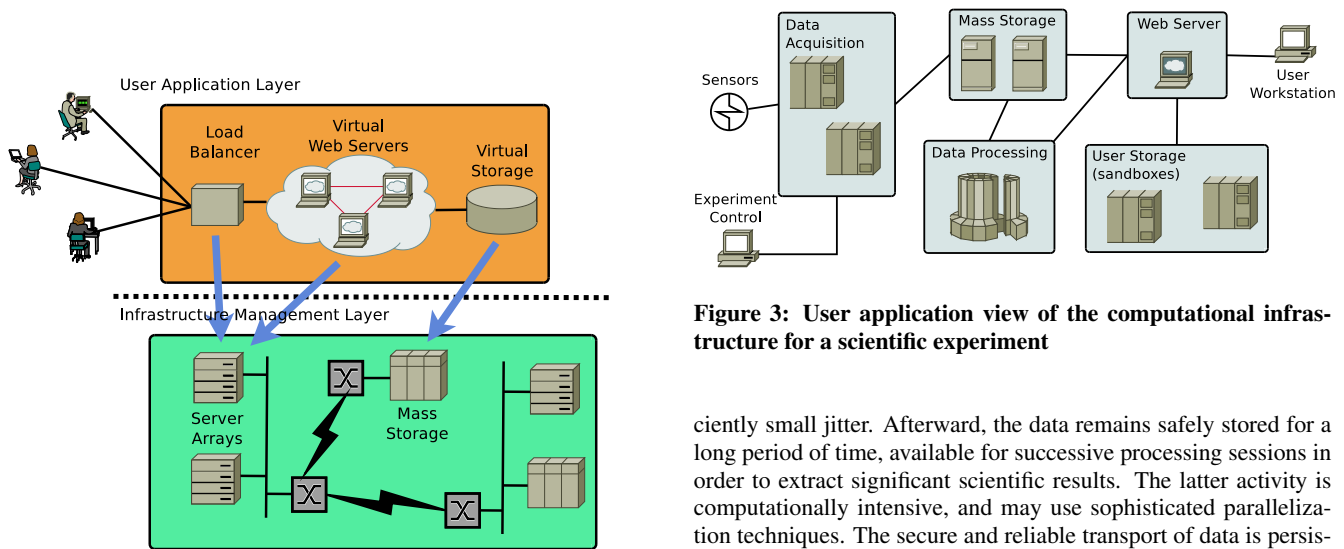 User Application Layer
Load
Balancer
Virtual
Web Servers
Virtual
Storage
Infrastructure Management Layer
Server
Arrays
Mass
Storage
Data
Acquisition
Mass Storage
Web Server
Sensors
User
Workstation
Data Processing
User Storage
(sandboxes)
Experiment
Control
Figure 3: User application view of the computational infras-
tructure for a scientific experiment
ciently small jitter. Afterward, the data remains safely stored for a
long period of time, available for successive processing sessions in
order to extract significant scientific results. The latter activity is
computationally intensive, and may use sophisticated paralleliza-
tion techniques. The secure and reliable transport of data is persis-